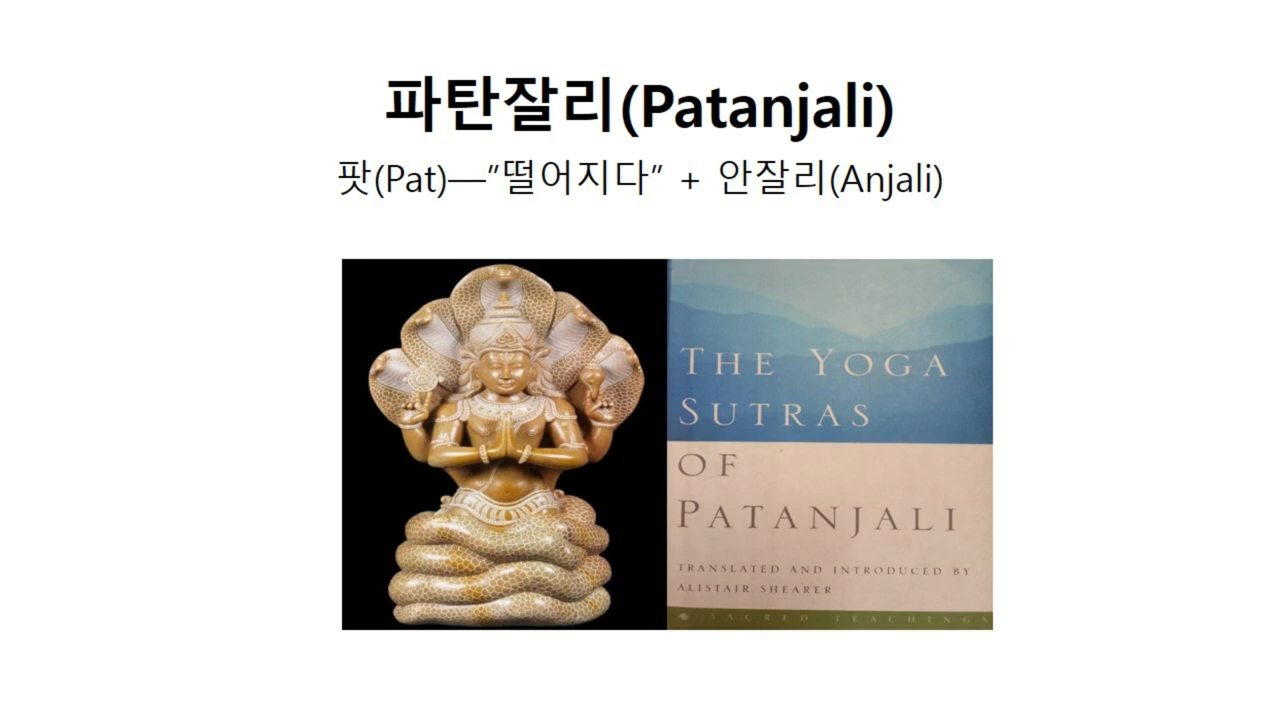 파탄잘리(Patanjali)
팟(Pat)—”떨어지다” + 안잘리(Anjali)
THE YOGA
SUTRAS
OF
PATANJALI
TRANSLATED AND INTRODUCED BY
ALISTAIR SHEARER
SACRED TEACHINGS